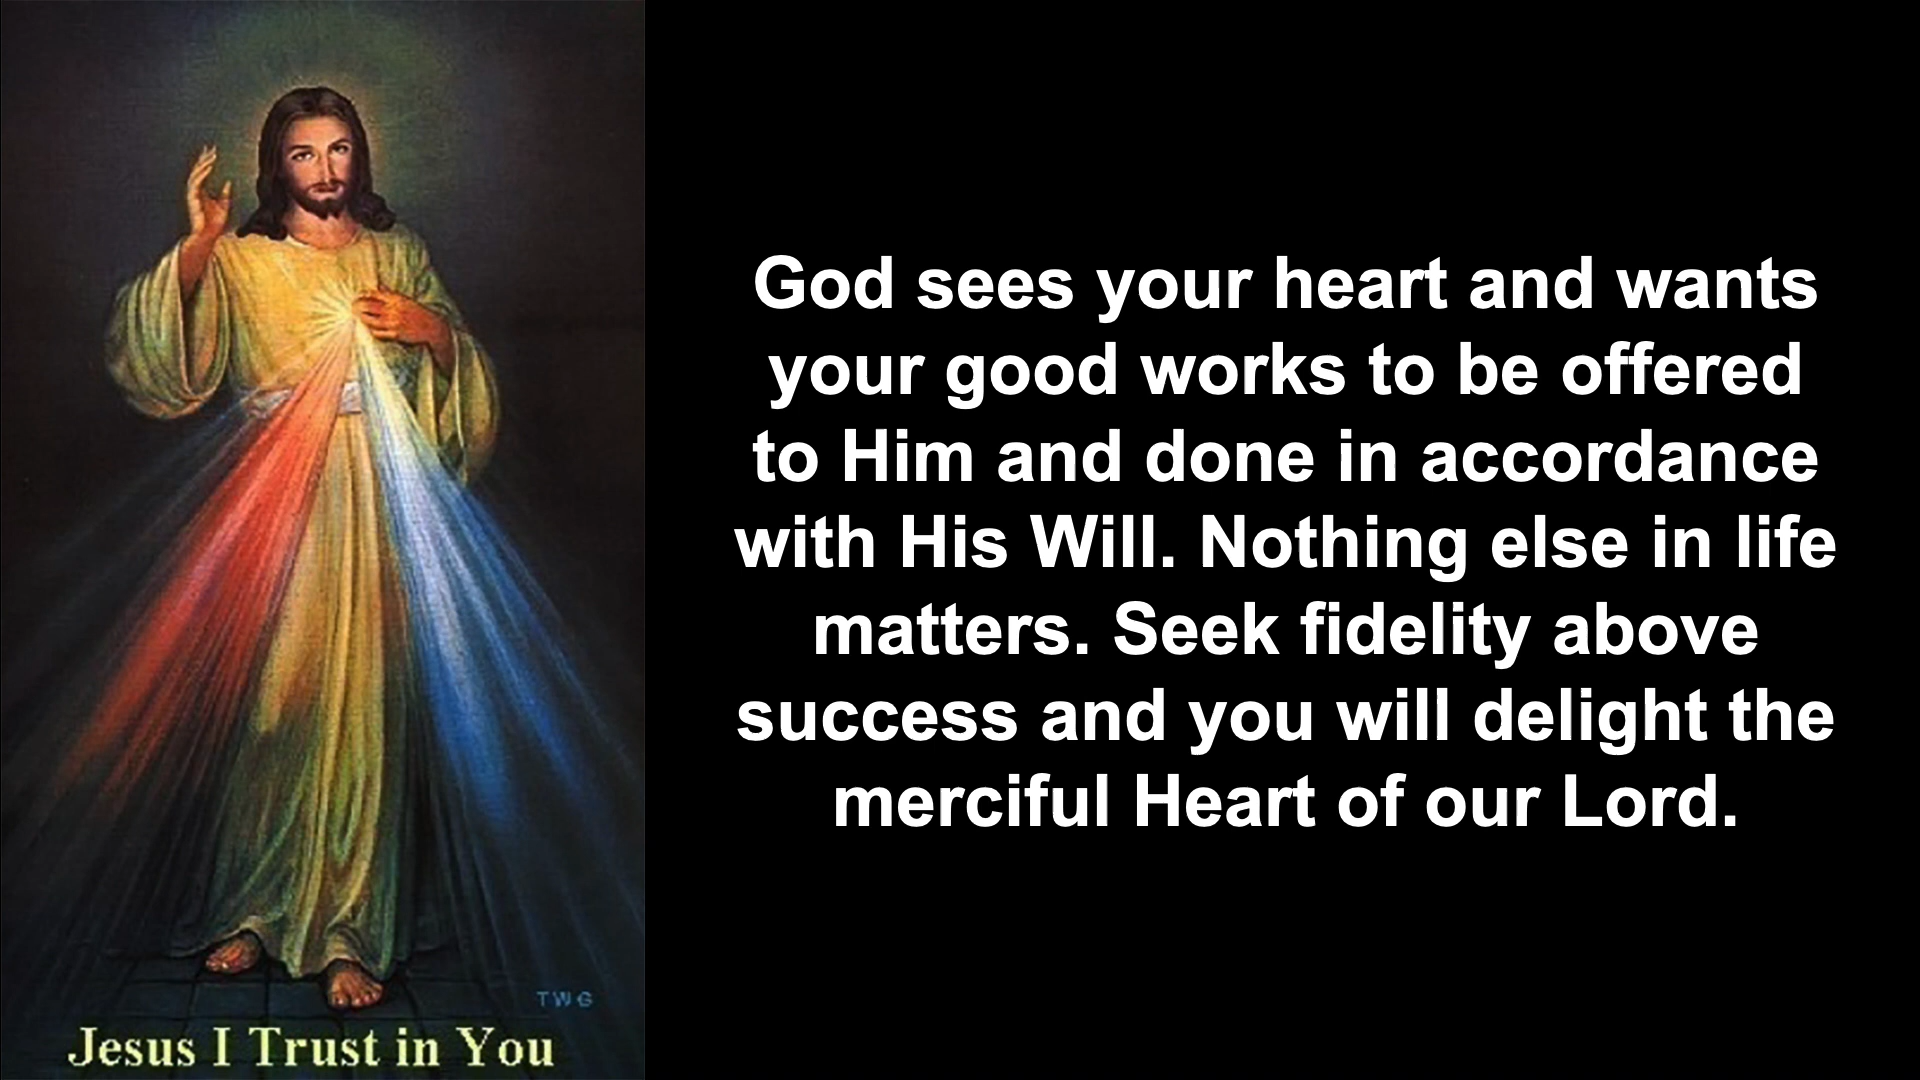 God sees your heart and wants
your good works to be offered
to Him and done in accordance
with His Will. Nothing else in life
matters. Seek fidelity above
success and you will delight the
merciful Heart of our Lord.
TWG
Jesus I Trust in You